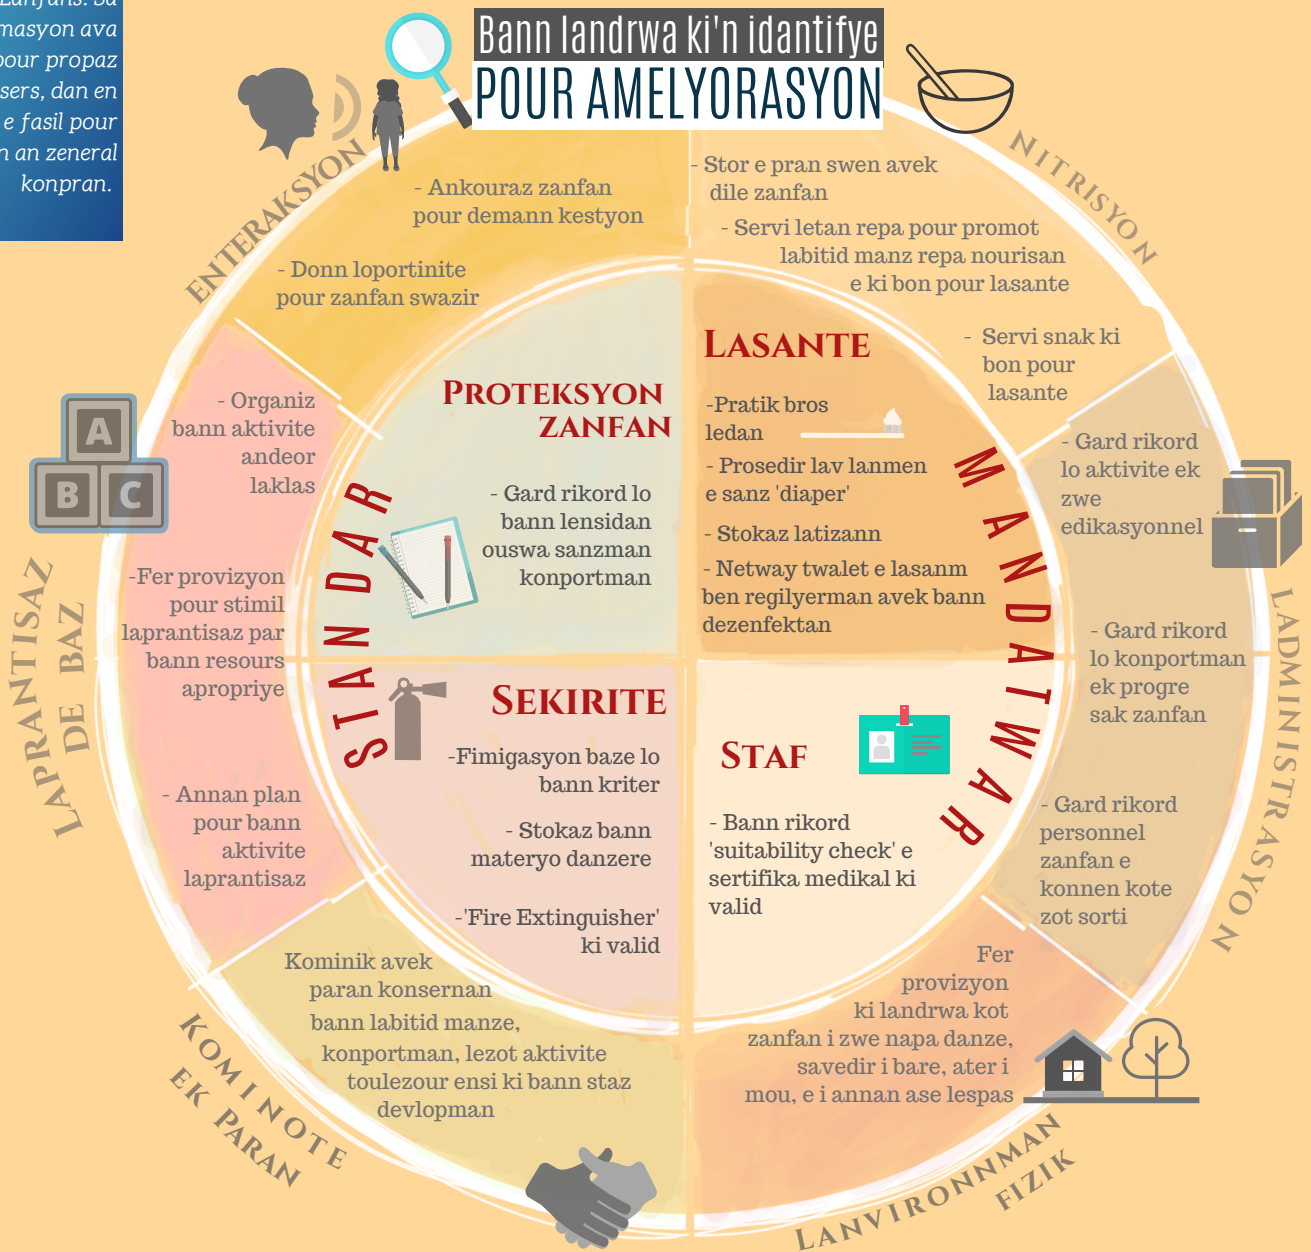 Lanfans. Sa
masyon ava
pour propaz
sers, dan en
e fasil pour
n an zeneral
konpran.
Bann landrwa ki'n idantifye
POUR AMELYORASYON
ENTERAKSYON
- Ankouraz zanfan
pour demann kestyon
- Donn loportinite
pour zanfan swazir
NITRISYON
- Stor e pran swen avek
dile zanfan
- Servi letan repa pour promot
labitid manz repa nourisan
e ki bon pour lasante
- Servi snak ki
bon pour
lasante
LAPRANTISAZ
DE BAZ
A
B
C
- Organiz
bann aktivite
andeor
laklas
-Fer provizyon
pour stimil
laprantisaz par
bann resours
apropriye
- Annan plan
pour bann
aktivite
laprantisaz
STANDAR
PROTEKSYON
ZANFAN
- Gard rikord lo
bann lensidan
ouswa sanzman
konportman
LASANTE
-Pratik bros
ledan
- Prosedir lav lanmen
e sanz 'diaper'
- Stokaz latizann
- Netway twalet e lasanm
ben regilyerman avek bann
dezenfektan
MANDATWAR
SEKIRITE
-Fimigasyon baze lo
bann kriter
- Stokaz bann
materyo danzere
-'Fire Extinguisher'
ki valid
STAF
- Bann rikord
'suitability check' e
sertifika medikal ki
valid
LADMINISTRASYON
- Gard rikord
lo aktivite ek
zwe
edikasyonnel
- Gard rikord
lo konportman
ek progre
sak zanfan
- Gard rikord
personnel
zanfan e
konnen kote
zot sorti
KOMINOTE
EK PARAN
Kominik avek
paran konsernan
bann labitid manze,
konportman, lezot aktivite
toulezour ensi ki bann staz
devlopman
LANVIRONNMAN
FIZIK
Fer
provizyon
ki landrwa kot
zanfan i zwe napa danze,
savedir i bare, ater i
mou, e i annan ase lespas